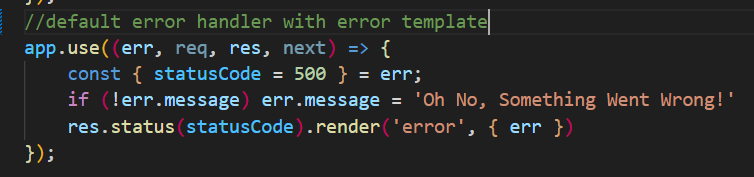 });
//default error handler with error template
app.use((err, req, res, next) => {
    const { statusCode = 500 } = err;
    if (!err.message) err.message = 'Oh No, Something Went Wrong!'
    res.status(statusCode).render('error', { err })
});